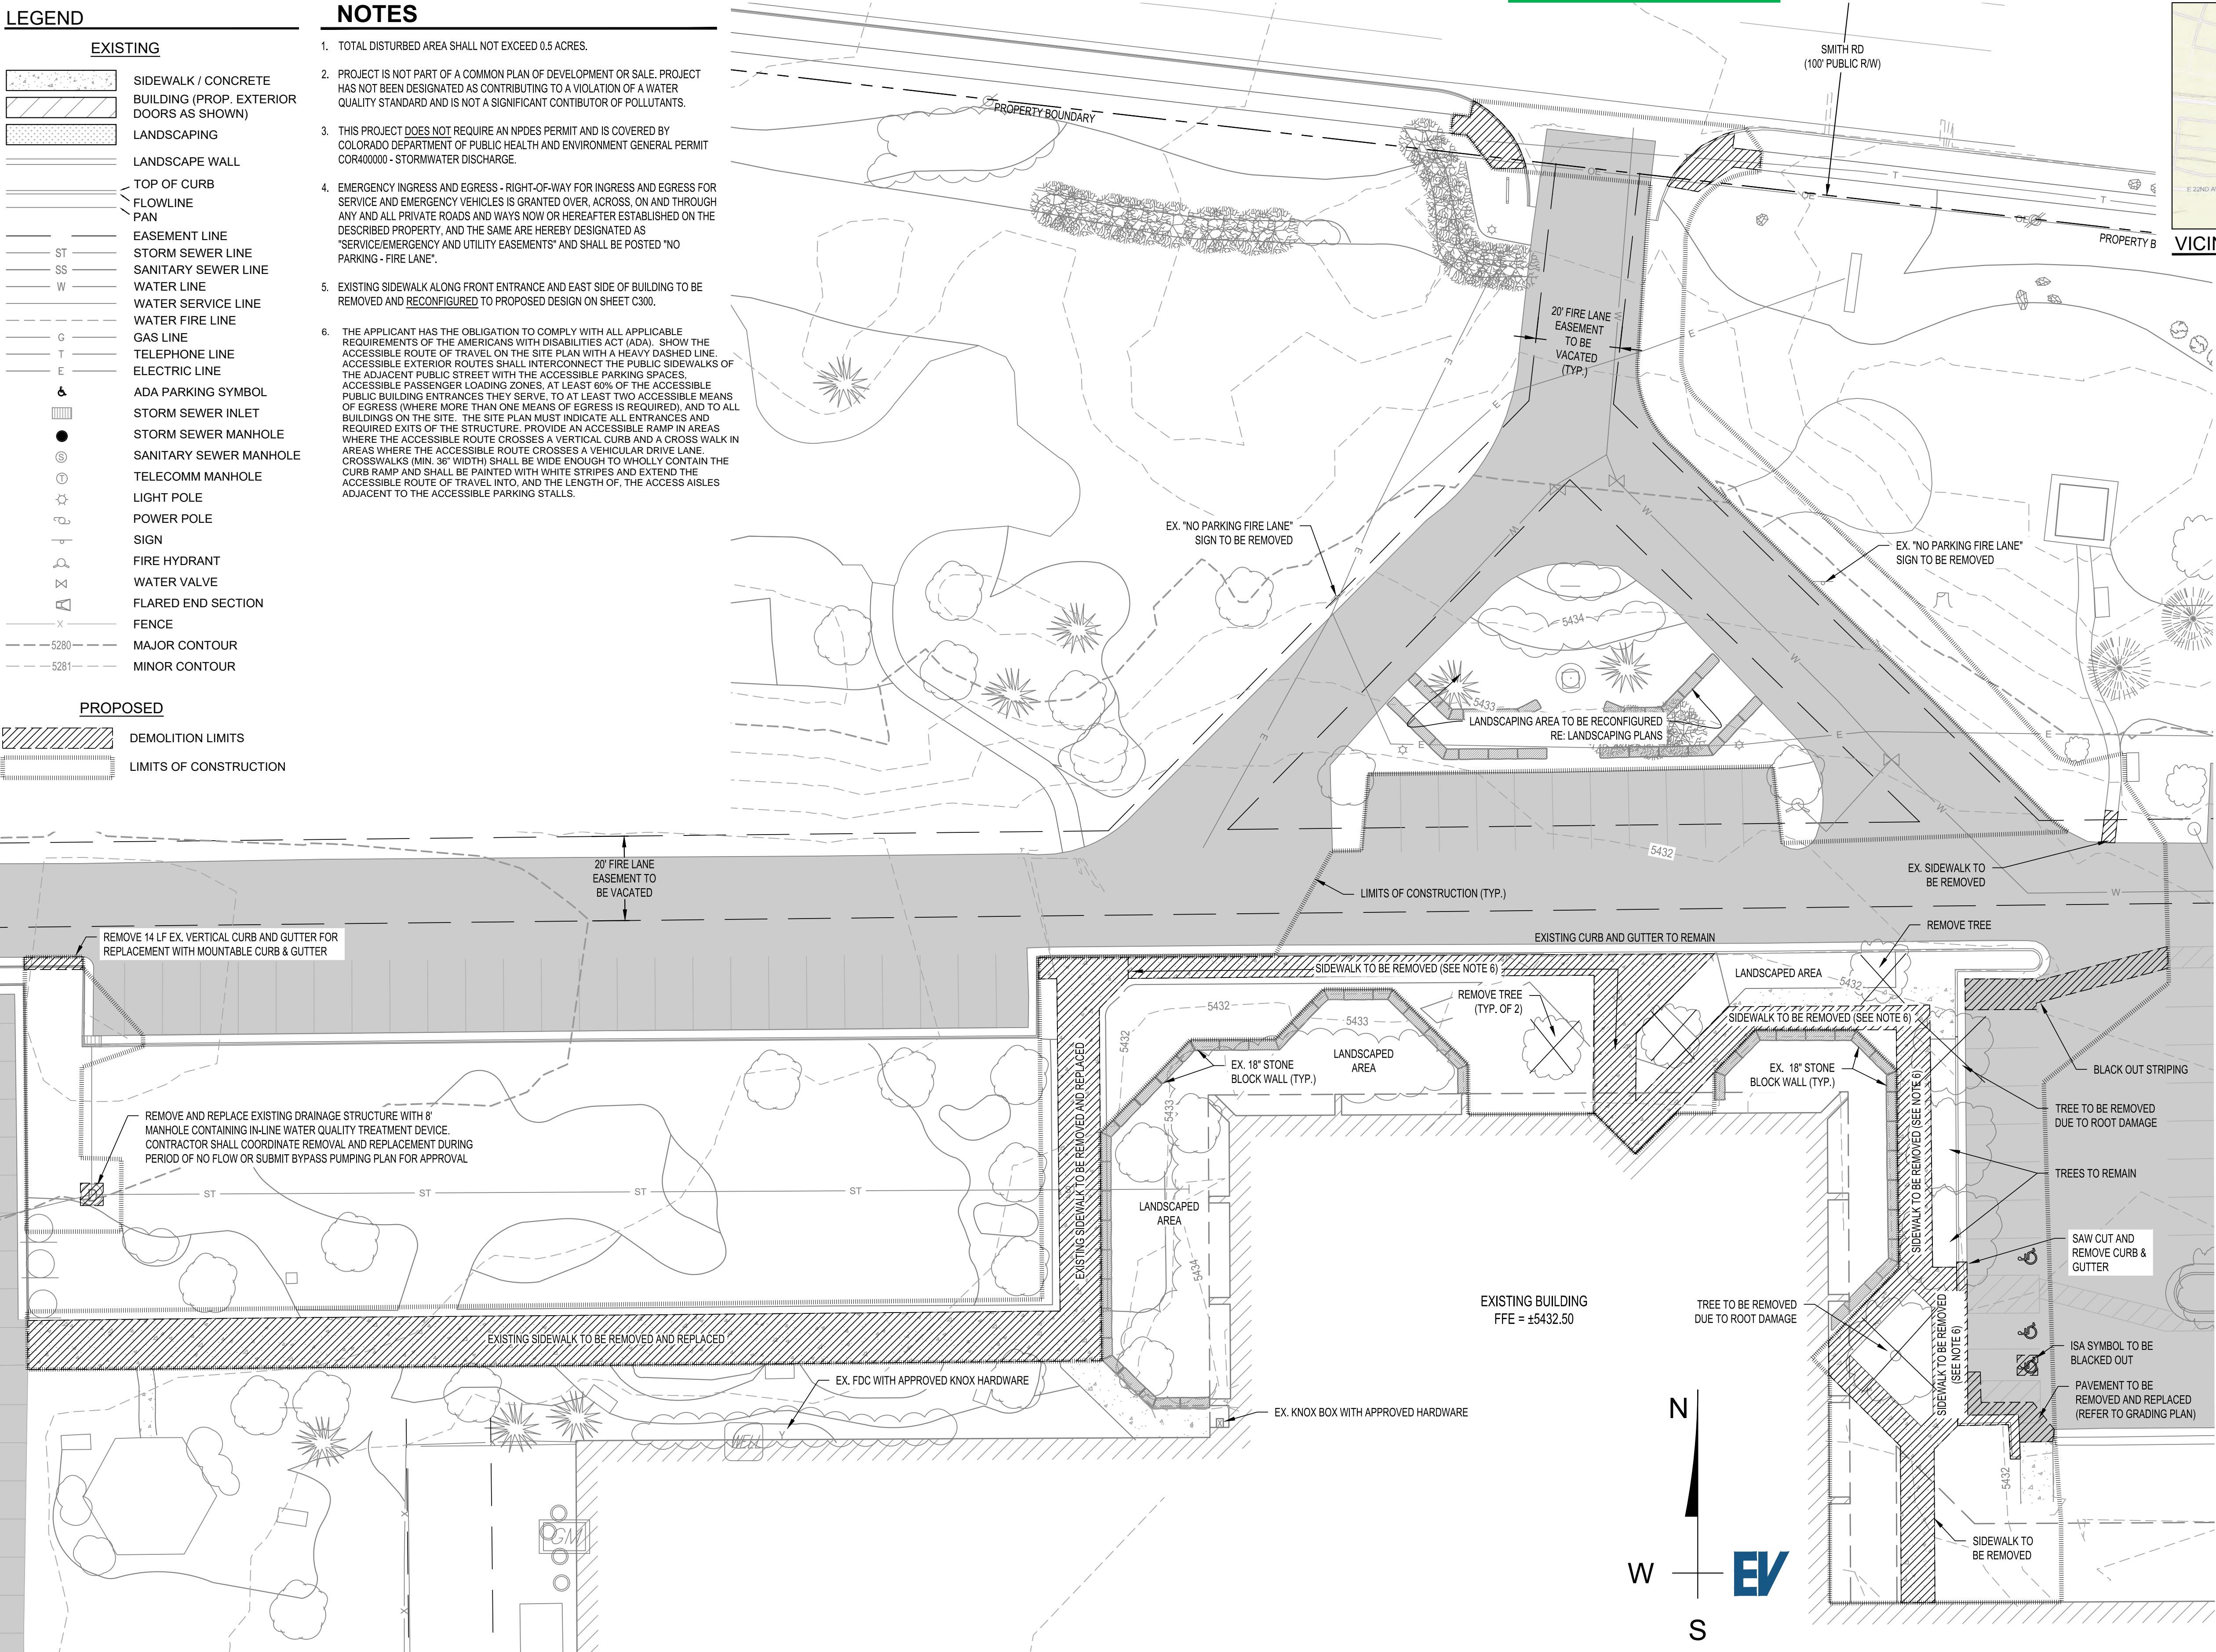 LEGEND
EXISTING
SIDEWALK / CONCRETE
BUILDING (PROP. EXTERIOR
DOORS AS SHOWN)
LANDSCAPING
LANDSCAPE WALL
TOP OF CURB
FLOWLINE
PAN
EASEMENT LINE
ST
STORM SEWER LINE
SS
SANITARY SEWER LINE
W
WATER LINE
WATER SERVICE LINE
WATER FIRE LINE
G
GAS LINE
T
TELEPHONE LINE
E
ELECTRIC LINE
ADA PARKING SYMBOL
STORM SEWER INLET
STORM SEWER MANHOLE
S
SANITARY SEWER MANHOLE
T
TELECOMM MANHOLE
LIGHT POLE
POWER POLE
SIGN
FIRE HYDRANT
WATER VALVE
FLARED END SECTION
X
FENCE
5280
MAJOR CONTOUR
5281
MINOR CONTOUR
PROPOSED
DEMOLITION LIMITS
LIMITS OF CONSTRUCTION
NOTES
1. TOTAL DISTURBED AREA SHALL NOT EXCEED 0.5 ACRES.
2. PROJECT IS NOT PART OF A COMMON PLAN OF DEVELOPMENT OR SALE. PROJECT
HAS NOT BEEN DESIGNATED AS CONTRIBUTING TO A VIOLATION OF A WATER
QUALITY STANDARD AND IS NOT A SIGNIFICANT CONTIBUTOR OF POLLUTANTS.
3. THIS PROJECT DOES NOT REQUIRE AN NPDES PERMIT AND IS COVERED BY
COLORADO DEPARTMENT OF PUBLIC HEALTH AND ENVIRONMENT GENERAL PERMIT
COR400000 - STORMWATER DISCHARGE.
4. EMERGENCY INGRESS AND EGRESS - RIGHT-OF-WAY FOR INGRESS AND EGRESS FOR
SERVICE AND EMERGENCY VEHICLES IS GRANTED OVER, ACROSS, ON AND THROUGH
ANY AND ALL PRIVATE ROADS AND WAYS NOW OR HEREAFTER ESTABLISHED ON THE
DESCRIBED PROPERTY, AND THE SAME ARE HEREBY DESIGNATED AS
"SERVICE/EMERGENCY AND UTILITY EASEMENTS" AND SHALL BE POSTED "NO
PARKING - FIRE LANE".
5. EXISTING SIDEWALK ALONG FRONT ENTRANCE AND EAST SIDE OF BUILDING TO BE
REMOVED AND RECONFIGURED TO PROPOSED DESIGN ON SHEET C300.
6. THE APPLICANT HAS THE OBLIGATION TO COMPLY WITH ALL APPLICABLE
REQUIREMENTS OF THE AMERICANS WITH DISABILITIES ACT (ADA). SHOW THE
ACCESSIBLE ROUTE OF TRAVEL ON THE SITE PLAN WITH A HEAVY DASHED LINE.
ACCESSIBLE EXTERIOR ROUTES SHALL INTERCONNECT THE PUBLIC SIDEWALKS OF
THE ADJACENT PUBLIC STREET WITH THE ACCESSIBLE PARKING SPACES,
ACCESSIBLE PASSENGER LOADING ZONES, AT LEAST 60% OF THE ACCESSIBLE
PUBLIC BUILDING ENTRANCES THEY SERVE, TO AT LEAST TWO ACCESSIBLE MEANS
OF EGRESS (WHERE MORE THAN ONE MEANS OF EGRESS IS REQUIRED), AND TO ALL
BUILDINGS ON THE SITE. THE SITE PLAN MUST INDICATE ALL ENTRANCES AND
REQUIRED EXITS OF THE STRUCTURE. PROVIDE AN ACCESSIBLE RAMP IN AREAS
WHERE THE ACCESSIBLE ROUTE CROSSES A VERTICAL CURB AND A CROSS WALK IN
AREAS WHERE THE ACCESSIBLE ROUTE CROSSES A VEHICULAR DRIVE LANE.
CROSSWALKS (MIN. 36" WIDTH) SHALL BE WIDE ENOUGH TO WHOLLY CONTAIN THE
CURB RAMP AND SHALL BE PAINTED WITH WHITE STRIPES AND EXTEND THE
ACCESSIBLE ROUTE OF TRAVEL INTO, AND THE LENGTH OF, THE ACCESS AISLES
ADJACENT TO THE ACCESSIBLE PARKING STALLS.
SMITH RD
(100' PUBLIC R/W)
PROPERTY BOUNDARY
PROPERTY B
E 22ND A
VICIN
OE
OE
T
T
20' FIRE LANE
EASEMENT
TO BE
VACATED
(TYP.)
EX. "NO PARKING FIRE LANE"
SIGN TO BE REMOVED
EX. "NO PARKING FIRE LANE"
SIGN TO BE REMOVED
5434
5433
LANDSCAPING AREA TO BE RECONFIGURED
RE: LANDSCAPING PLANS
20' FIRE LANE
EASEMENT TO
BE VACATED
5432
LIMITS OF CONSTRUCTION (TYP.)
EX. SIDEWALK TO
BE REMOVED
REMOVE TREE
REMOVE 14 LF EX. VERTICAL CURB AND GUTTER FOR
REPLACEMENT WITH MOUNTABLE CURB & GUTTER
EXISTING CURB AND GUTTER TO REMAIN
SIDEWALK TO BE REMOVED (SEE NOTE 6)
LANDSCAPED AREA
5432
REMOVE TREE
(TYP. OF 2)
5432
5433
5432
SIDEWALK TO BE REMOVED (SEE NOTE 6)
LANDSCAPED
AREA
EX. 18" STONE
BLOCK WALL (TYP.)
EX. 18" STONE
BLOCK WALL (TYP.)
BLACK OUT STRIPING
REMOVE AND REPLACE EXISTING DRAINAGE STRUCTURE WITH 8'
MANHOLE CONTAINING IN-LINE WATER QUALITY TREATMENT DEVICE.
CONTRACTOR SHALL COORDINATE REMOVAL AND REPLACEMENT DURING
PERIOD OF NO FLOW OR SUBMIT BYPASS PUMPING PLAN FOR APPROVAL
5433
TREE TO BE REMOVED
DUE TO ROOT DAMAGE
EXISTING SIDEWALK TO BE REMOVED AND REPLACED
SIDEWALK TO BE REMOVED (SEE NOTE 6)
TREES TO REMAIN
ST
ST
ST
ST
LANDSCAPED
AREA
5434
SAW CUT AND
REMOVE CURB &
GUTTER
EXISTING BUILDING
FFE = ±5432.50
TREE TO BE REMOVED
DUE TO ROOT DAMAGE
SIDEWALK TO BE REMOVED
(SEE NOTE 6)
EXISTING SIDEWALK TO BE REMOVED AND REPLACED
ISA SYMBOL TO BE
BLACKED OUT
EX. FDC WITH APPROVED KNOX HARDWARE
PAVEMENT TO BE
REMOVED AND REPLACED
(REFER TO GRADING PLAN)
EX. KNOX BOX WITH APPROVED HARDWARE
WELL
5432
GM
SIDEWALK TO
BE REMOVED
N
W
EV
S